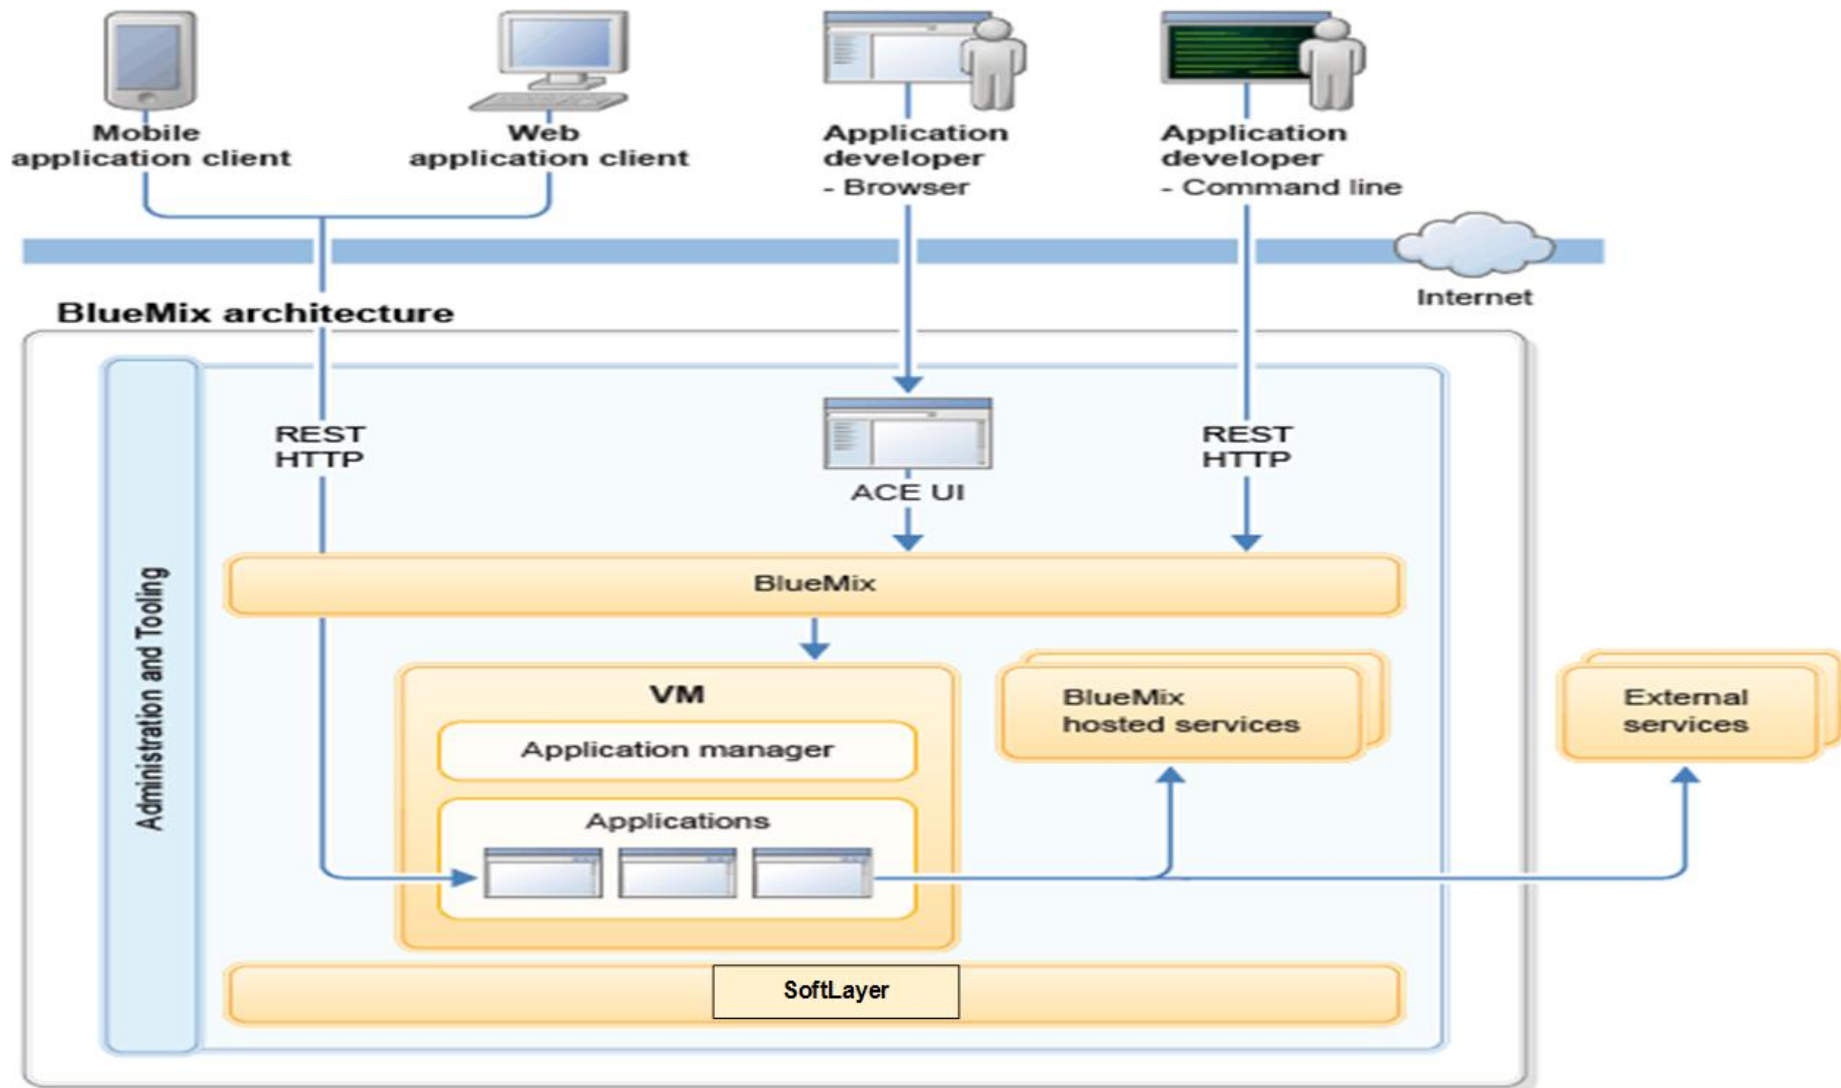 Mobile
application client
Web
application client
Application
developer
- Browser
Application
developer
- Command line
Internet
BlueMix architecture
REST
HTTP
ACE UI
REST
HTTP
Administration and Tooling
BlueMix
VM
Application manager
Applications
BlueMix
hosted services
External
services
SoftLayer